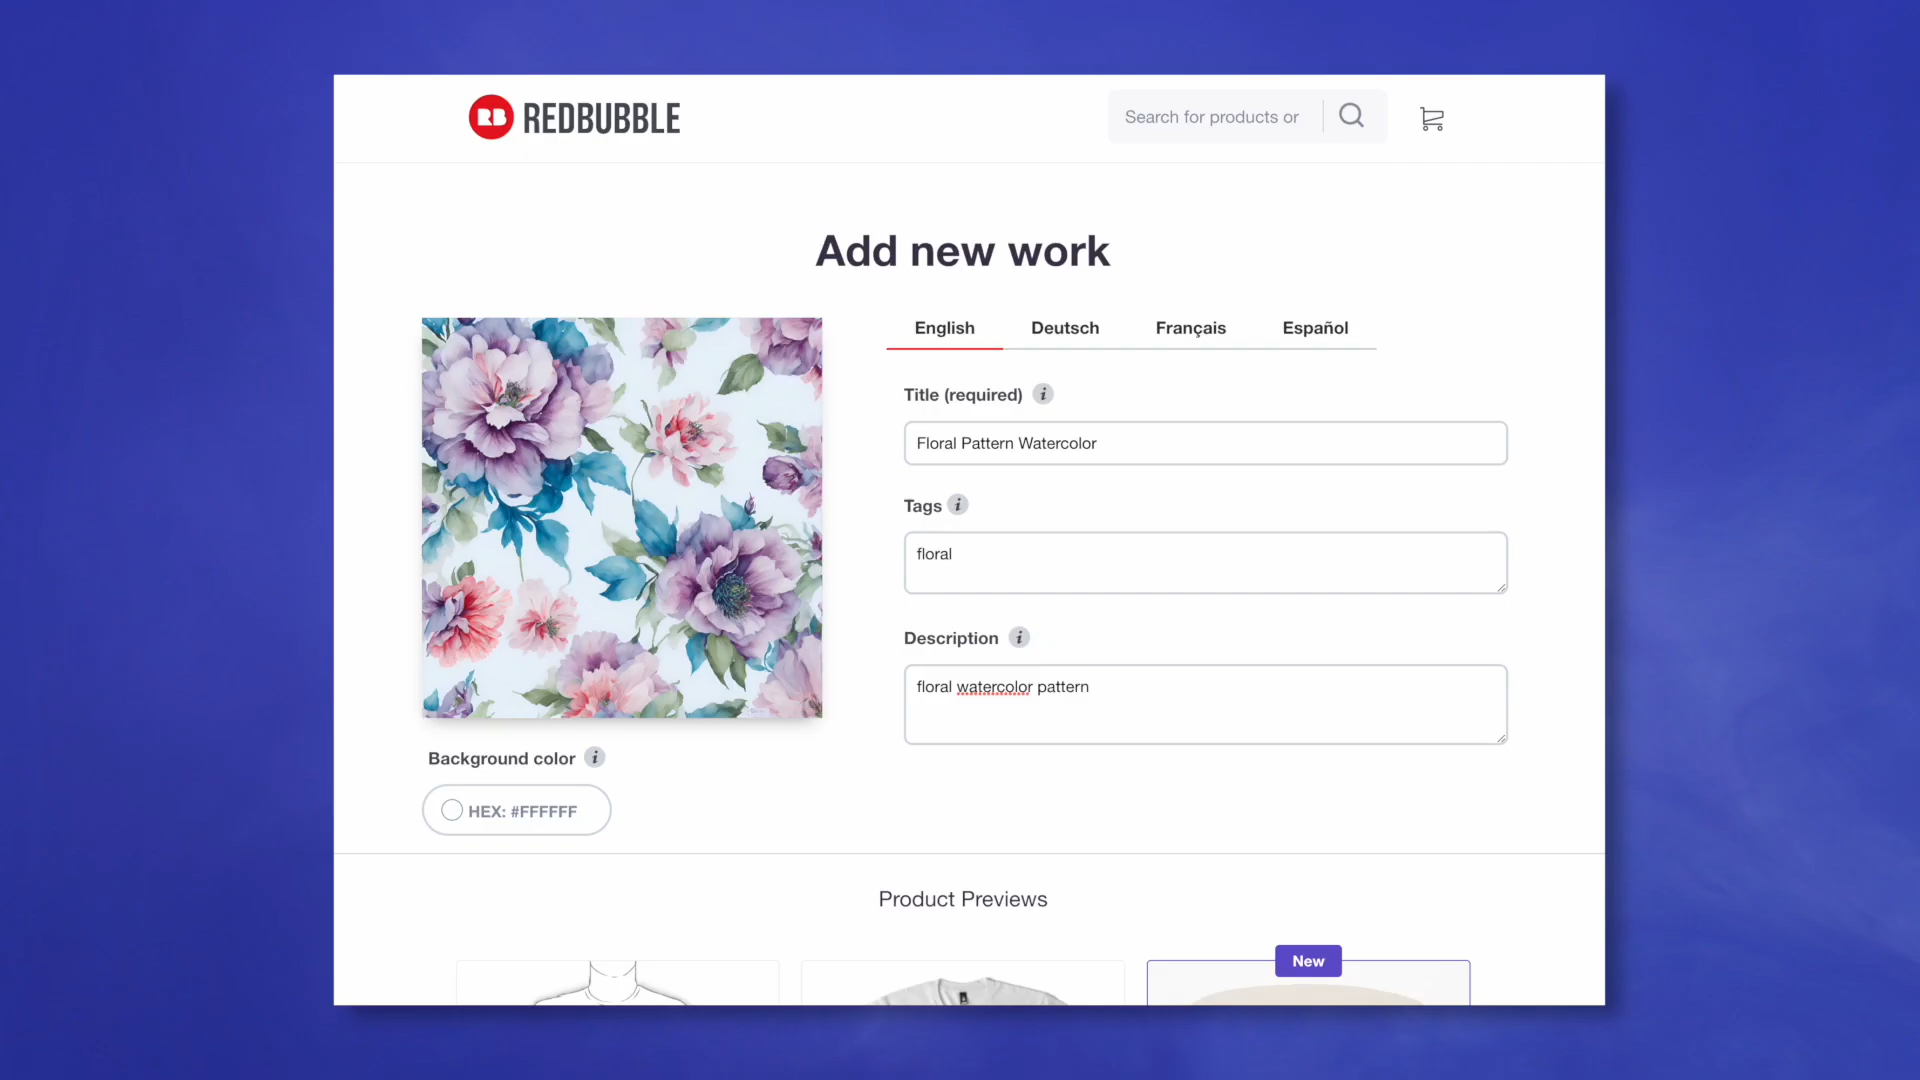 RB REDBUBBLE
Search for products or
Add new work
English Deutsch Français Español
Title (required) i
Floral Pattern Watercolor
Tags i
floral
Description i
floral watercolor pattern
Background color i
HEX: #FFFFFF
Product Previews
New